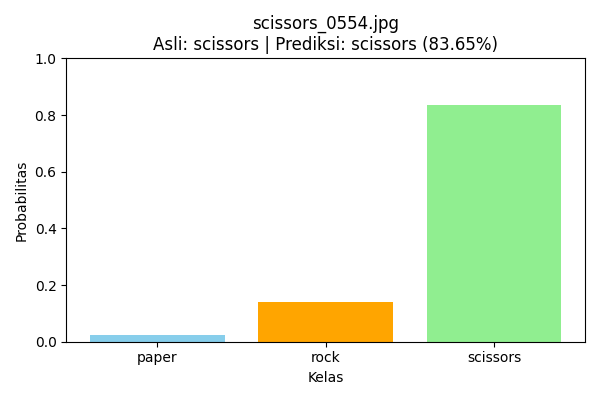 scissors_0554.jpg
Asli: scissors | Prediksi: scissors (83.65%)
1.0
0.8
0.6
0.4
0.2
0.0
Probabilitas
paper rock scissors
Kelas